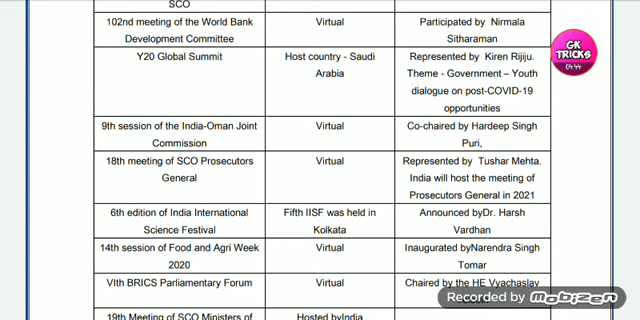 SCO
102nd meeting of the World Bank
Development Committee
Virtual
Participated by Nirmala
Sitharaman
Y20 Global Summit
Host country - Saudi
Arabia
Represented by Kiren Rijiju.
Theme - Government – Youth
dialogue on post-COVID-19
opportunities
9th session of the India-Oman Joint
Commission
Virtual
Co-chaired by Hardeep Singh
Puri,
18th meeting of SCO Prosecutors
General
Virtual
Represented by Tushar Mehta.
India will host the meeting of
Prosecutors General in 2021
6th edition of India International
Science Festival
Fifth IISF was held in
Kolkata
Announced byDr. Harsh
Vardhan
14th session of Food and Agri Week
2020
Virtual
Inaugurated byNarendra Singh
Tomar
VIth BRICS Parliamentary Forum
Virtual
Chaired by the HE Vyachaslav
19th Meeting of SCO Ministers of
Hosted byIndia
GK
TRICKS
04:44
Recorded by mobizen